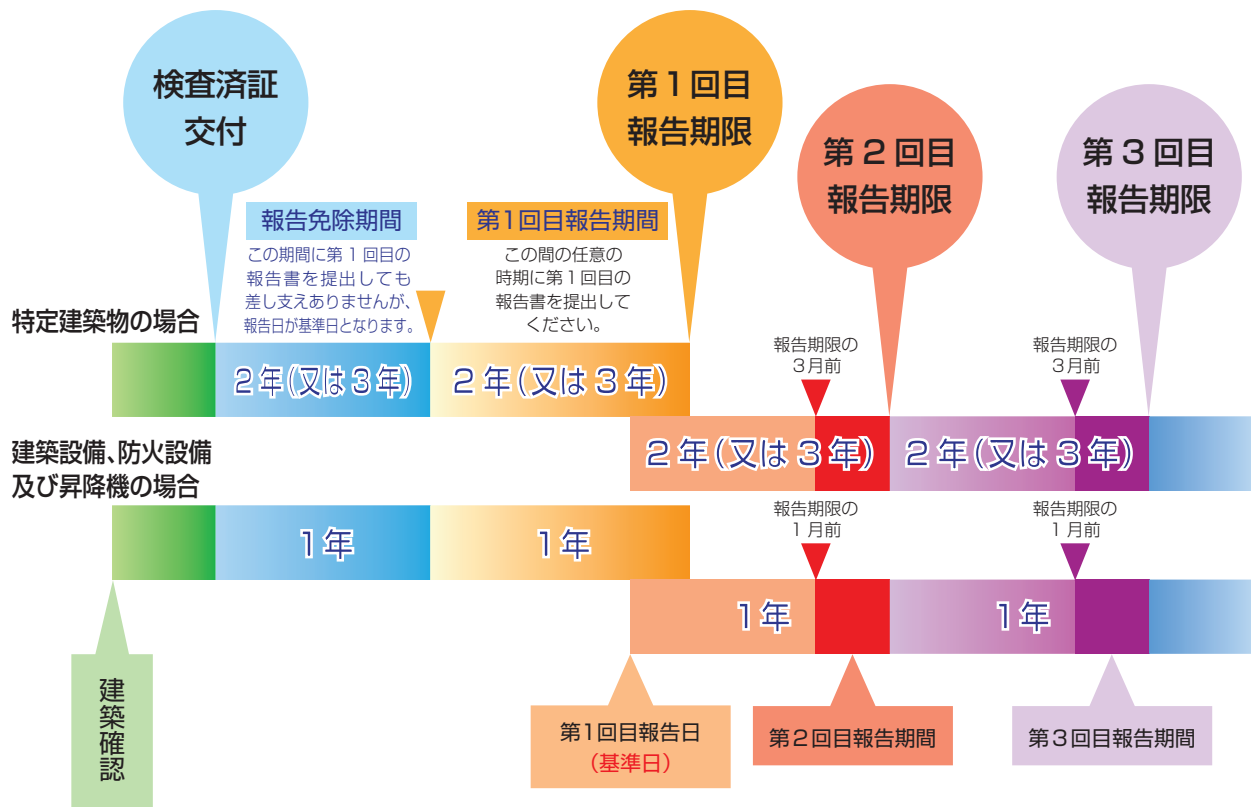 検査済証
交付
第1回目
報告期限
第2回目
報告期限
第3回目
報告期限
報告免除期間
この期間に第1回目の
報告書を提出しても
差し支えありませんが、
報告日が基準日となります。
第1回目報告期間
この間の任意の
時期に第1回目の
報告書を提出して
ください。
特定建築物の場合
2年(又は3年)
2年(又は3年)
報告期限の
3月前
報告期限の
3月前
2年(又は3年)
2年(又は3年)
建築設備、防火設備
及び昇降機の場合
1年
1年
報告期限の
1月前
報告期限の
1月前
1年
1年
建築確認
第1回目報告日
(基準日)
第2回目報告期間
第3回目報告期間